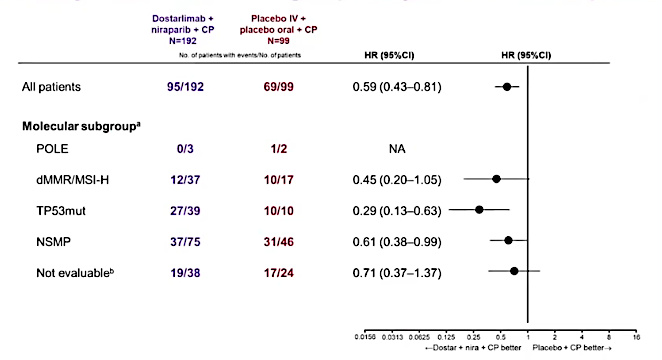 Dostarlimab + niraparib + CP N=192
Placebo IV + placebo oral + CP N=99
No. of patients with events/No. of patients
HR (95%CI)
HR (95%CI)
All patients 95/192 69/99 0.59 (0.43–0.81)
Molecular subgroupᵃ
POLE 0/3 1/2 NA
dMMR/MSI-H 12/37 10/17 0.45 (0.20–1.05)
TP53mut 27/39 10/10 0.29 (0.13–0.63)
NSMP 37/75 31/46 0.61 (0.38–0.99)
Not evaluableᵇ 19/38 17/24 0.71 (0.37–1.37)
0.0156 0.0313 0.0625 0.125 0.25 0.5 1 2 4 8 16
←Dostar + nira + CP better Placebo + CP better→